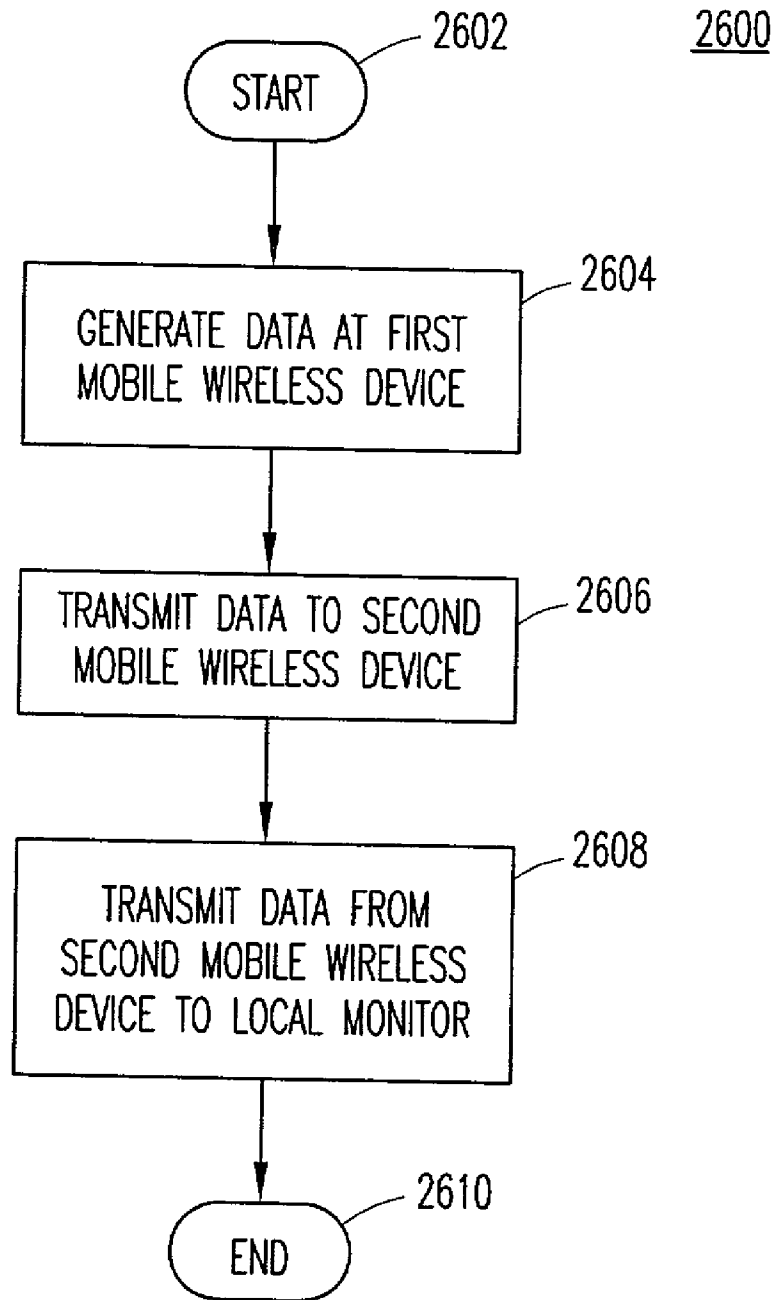 2600
2602
START
2604
GENERATE DATA AT FIRST
MOBILE WIRELESS DEVICE
2606
TRANSMIT DATA TO SECOND
MOBILE WIRELESS DEVICE
2608
TRANSMIT DATA FROM
SECOND MOBILE WIRELESS
DEVICE TO LOCAL MONITOR
2610
END